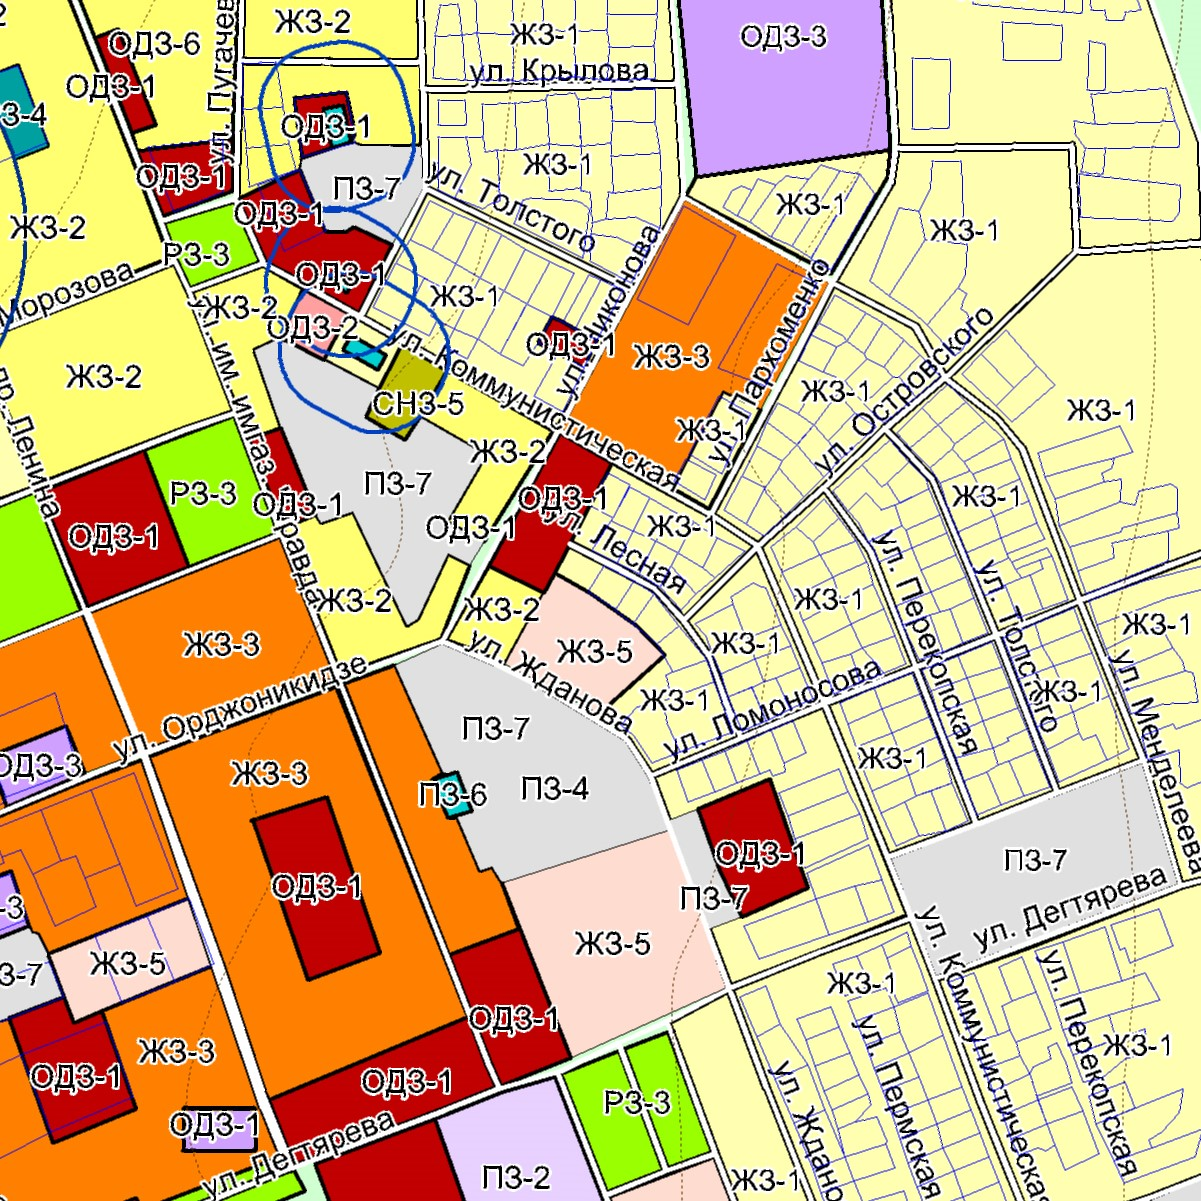 ЖЗ-2
ОДЗ-6
ОДЗ-1
ул. Пугачев
ЖЗ-1
ул. Крылова
ОДЗ-3
З-4
ОДЗ-1
ОДЗ-1
ПЗ-7
ЖЗ-1
ул. Толстого
ЖЗ-1
ЖЗ-1
ЖЗ-2
ОДЗ-1
РЗ-3
Морозова
ЖЗ-2
ОДЗ-1
ОДЗ-2
ЖЗ-1
ОДЗ-1
ЖЗ-3
ул. Пархоменко
ул. Островского
ЖЗ-2
пр. Ленина
ул. Коммунистическая
СНЗ-5
ЖЗ-1
ЖЗ-1
ЖЗ-1
ЖЗ-2
ПЗ-7
РЗ-3
ОДЗ-1
ОДЗ-1
ОДЗ-1
ОДЗ-1
ЖЗ-1
ЖЗ-1
ул. Лесная
ул. Перекопская
ул. Толстого
ЖЗ-2
ЖЗ-2
ЖЗ-1
ЖЗ-1
ЖЗ-1
ЖЗ-3
ЖЗ-5
ул. Жданова
ул. Орджоникидзе
ЖЗ-1
ЖЗ-1
ул. Ломоносова
ул. Менделеева
ПЗ-7
ОДЗ-3
ЖЗ-3
ПЗ-6
ПЗ-4
ЖЗ-1
ОДЗ-1
ОДЗ-1
ПЗ-7
ПЗ-7
ул. Дегтярева
-3
З-7
ЖЗ-5
ЖЗ-5
ул. Коммунистическа
ул. Перекопская
ЖЗ-1
ОДЗ-1
ЖЗ-3
ЖЗ-1
ОДЗ-1
ОДЗ-1
РЗ-3
ул. Ждано
ул. Пермская
ОДЗ-1
ул. Дегтярева
ПЗ-2
ЖЗ-1